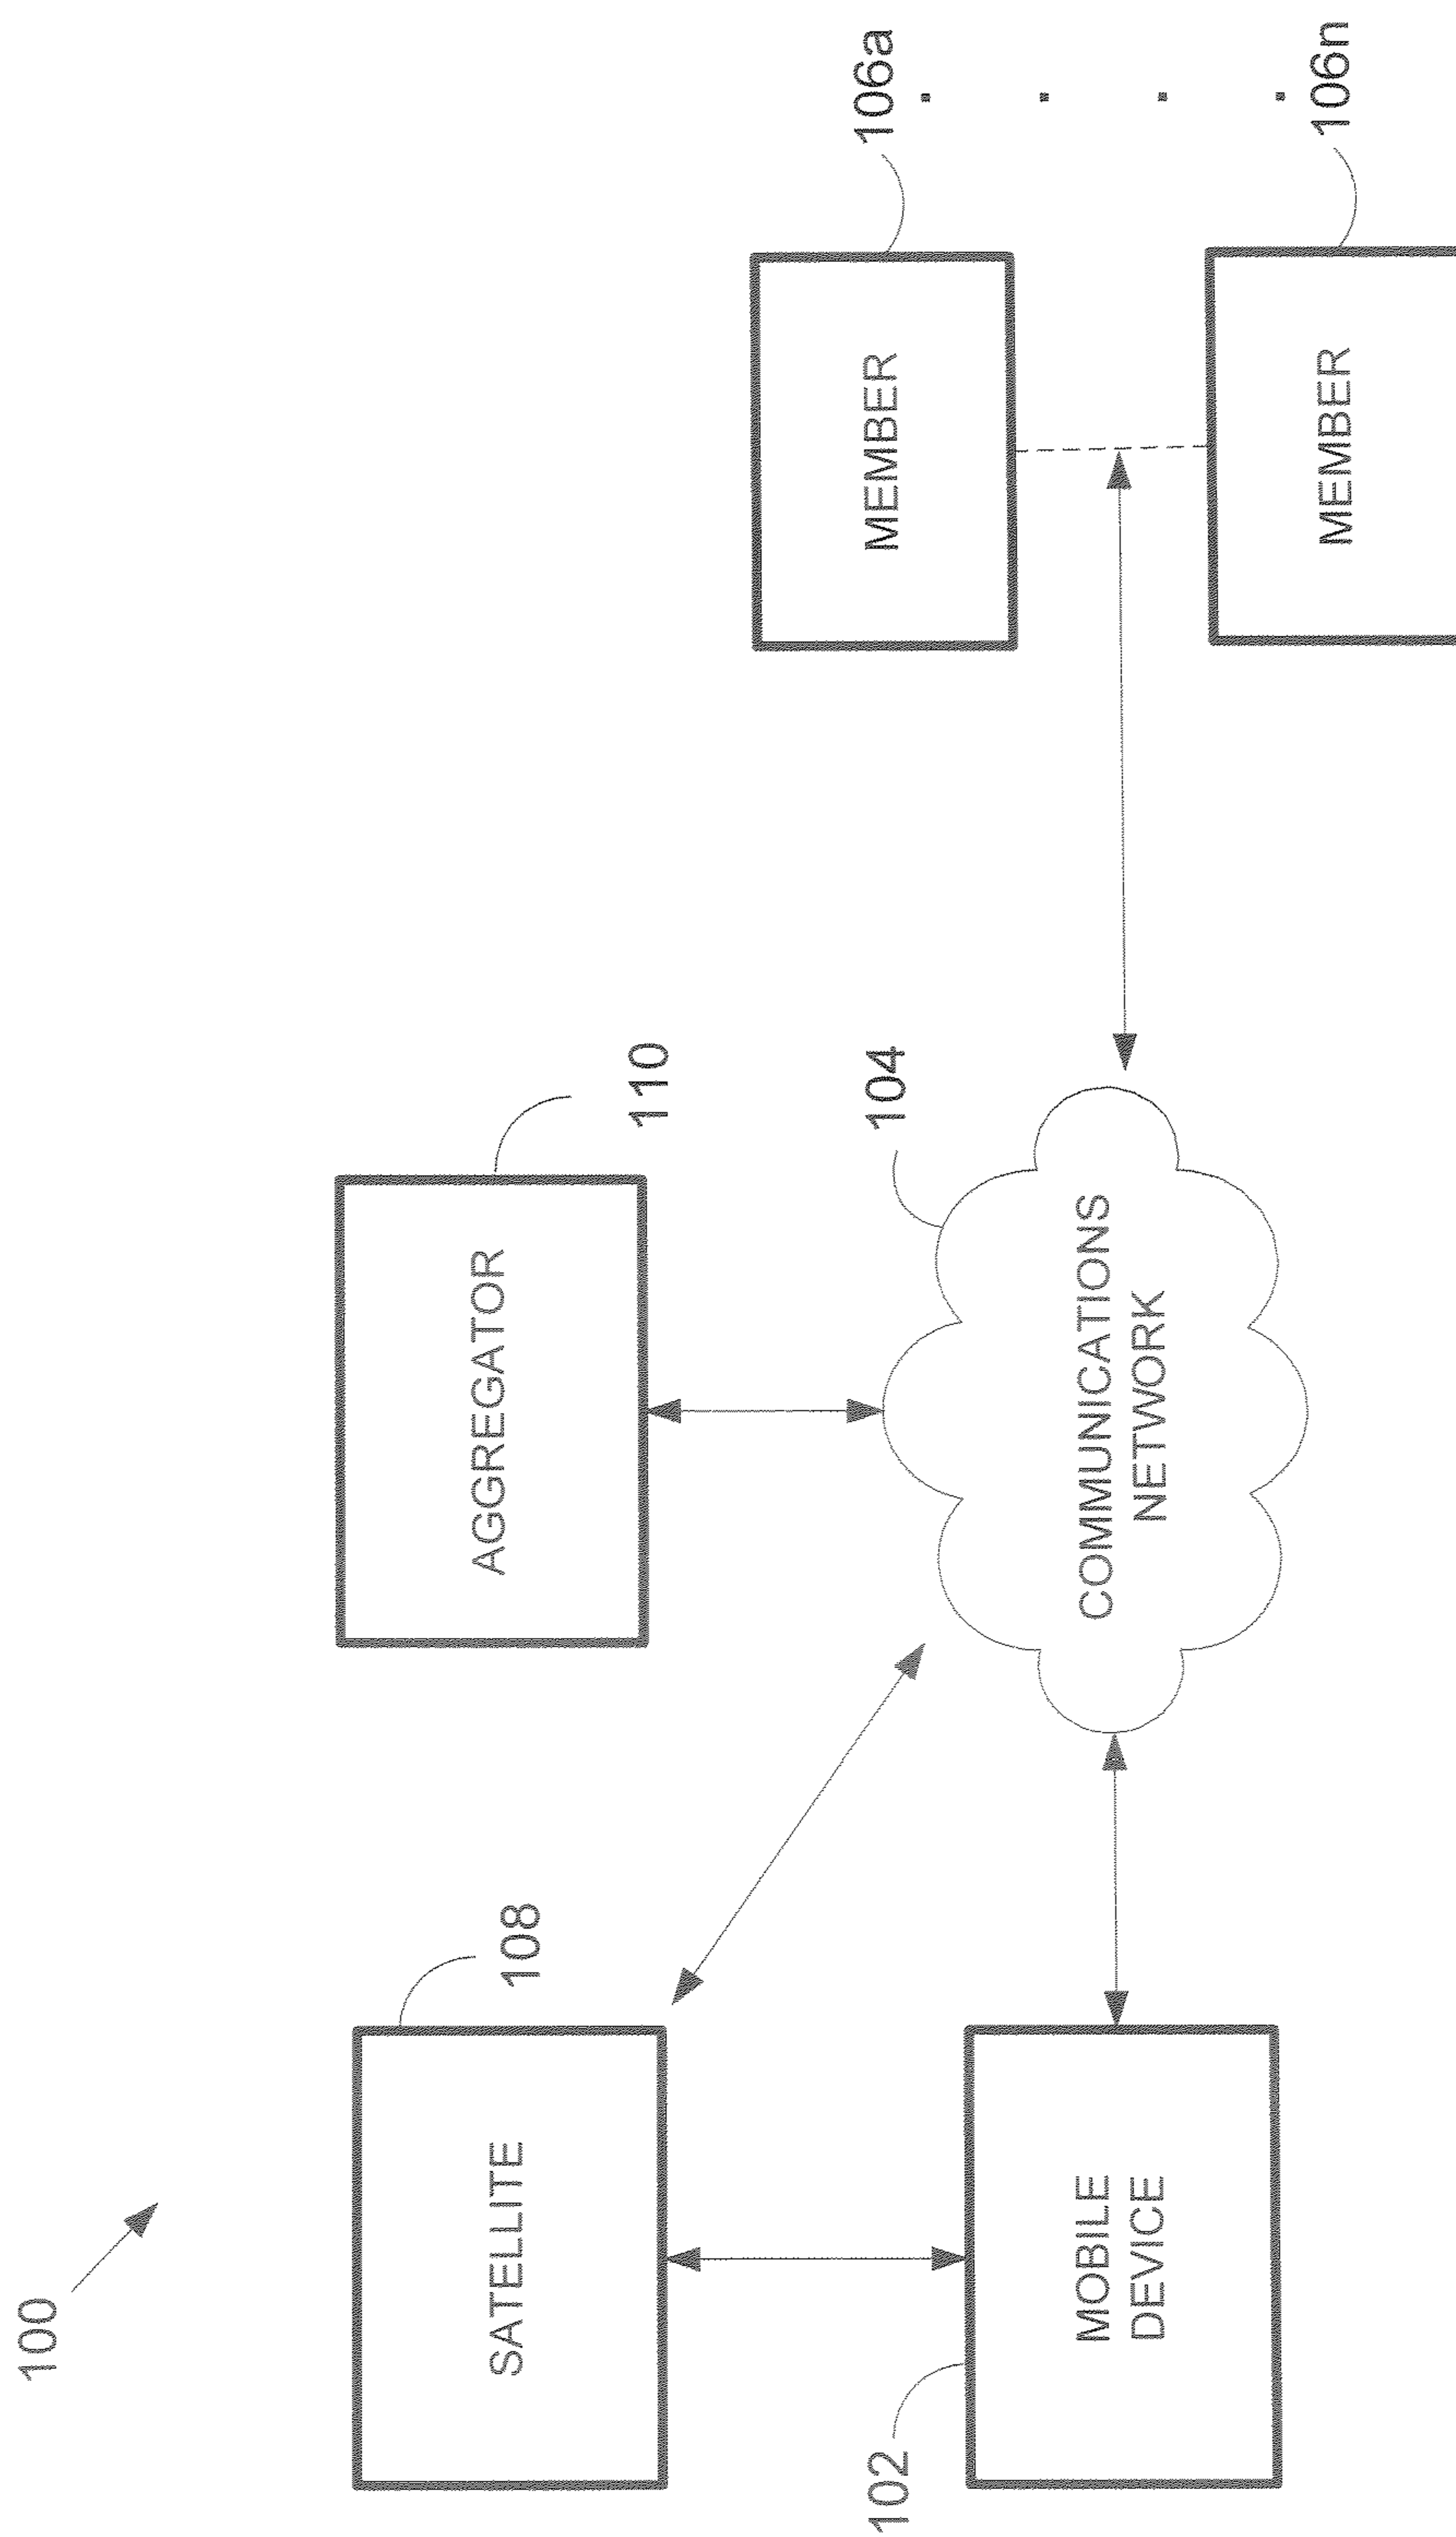 100
SATELLITE
108
AGGREGATOR
110
102
MOBILE
DEVICE
COMMUNICATIONS
NETWORK
104
MEMBER
106a
MEMBER
106n